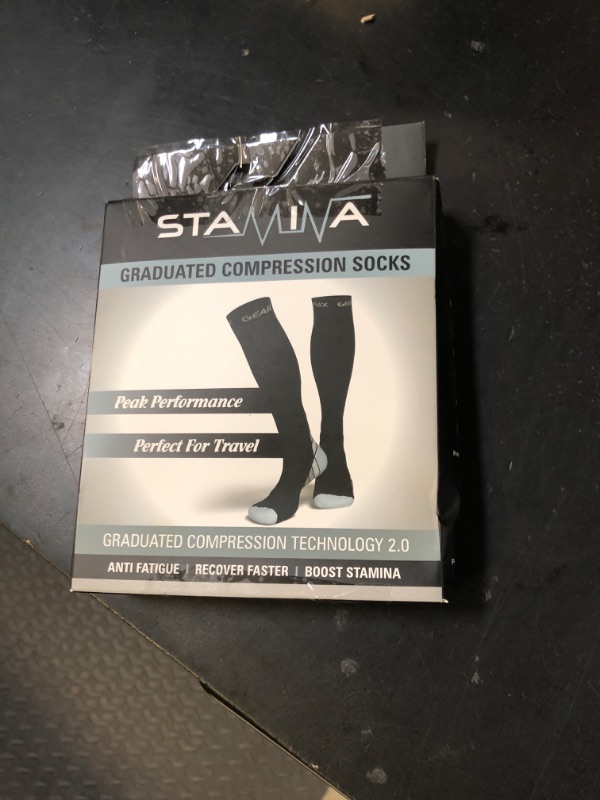 STAMINA
GRADUATED COMPRESSION SOCKS
GEAR
Peak Performance
Perfect For Travel
GRADUATED COMPRESSION TECHNOLOGY 2.0
ANTI FATIGUE | RECOVER FASTER | BOOST STAMINA